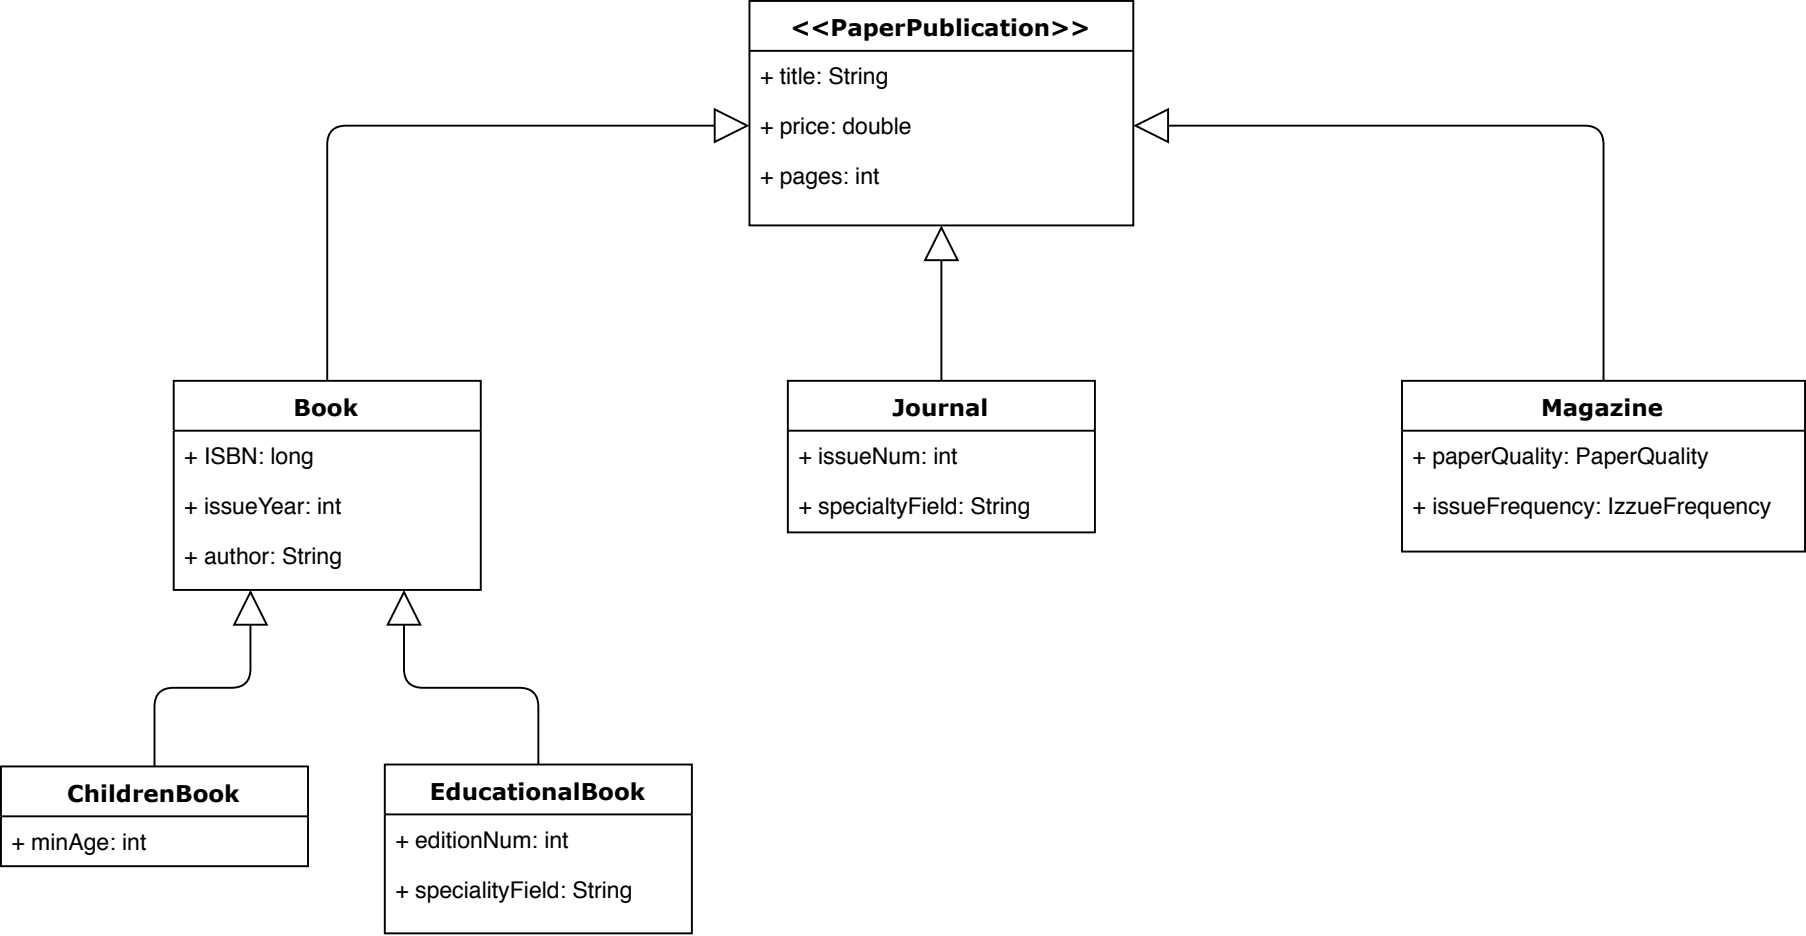 <<PaperPublication>>
+ title: String
+ price: double
+ pages: int
Book
+ ISBN: long
+ issueYear: int
+ author: String
Journal
+ issueNum: int
+ specialtyField: String
Magazine
+ paperQuality: PaperQuality
+ issueFrequency: IzzueFrequency
ChildrenBook
+ minAge: int
EducationalBook
+ editionNum: int
+ specialityField: String